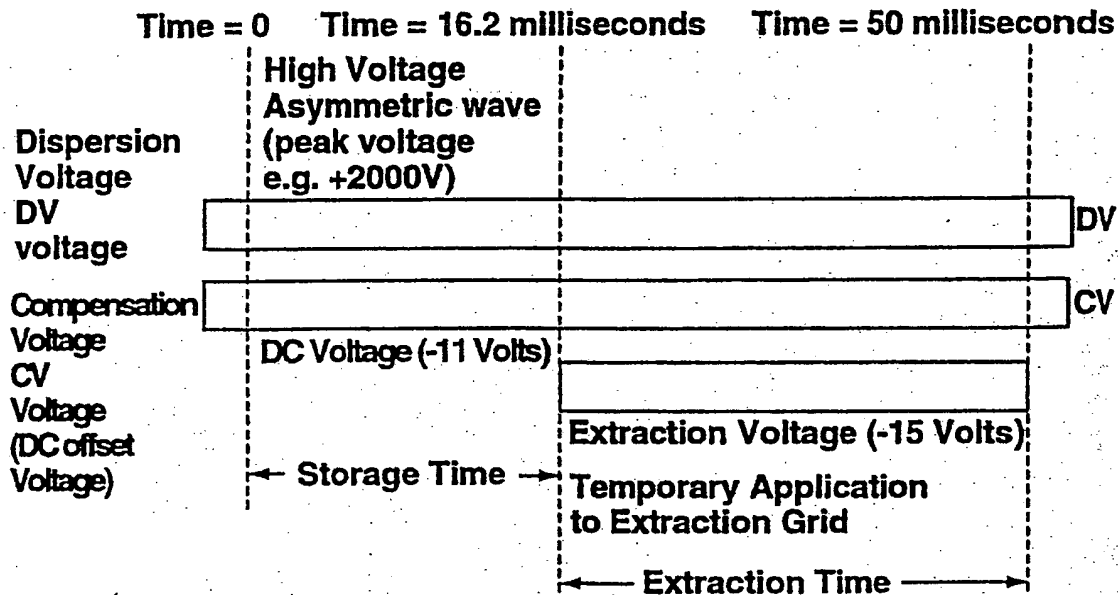 Time = 0 Time = 16.2 milliseconds Time = 50 milliseconds
High Voltage
Asymmetric wave
(peak voltage
e.g. +2000V)
Dispersion
Voltage
DV
voltage
DV
Compensation
Voltage
CV
Voltage
(DC offset
Voltage)
CV
DC Voltage (-11 Volts)
Extraction Voltage (-15 Volts)
Storage Time
Temporary Application
to Extraction Grid
Extraction Time